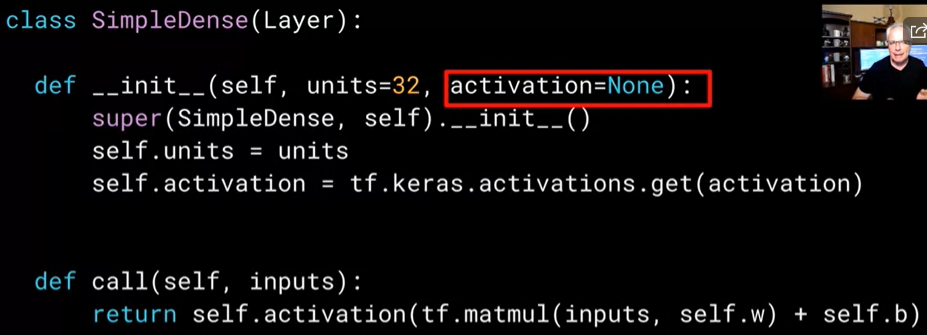 class SimpleDense(Layer):
def __init__(self, units=32, activation=None):
super(SimpleDense, self).__init__()
self.units = units
self.activation = tf.keras.activations.get(activation)
def call(self, inputs):
return self.activation(tf.matmul(inputs, self.w) + self.b)